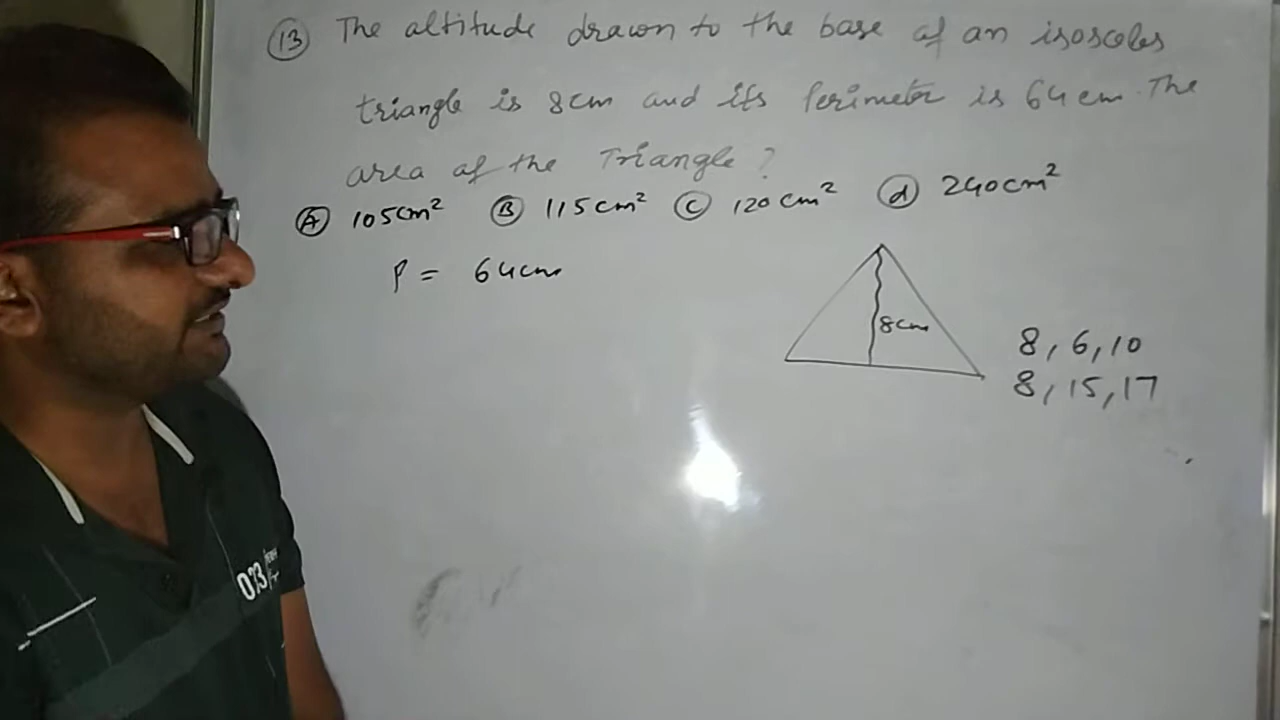 13 The altitude drawn to the base of an isosceles
triangle is 8cm and its Perimeter is 64cm. The
area of the Triangle?
A 105cm² B 115cm² C 120cm² d 240cm²
P = 64cm
8cm
8, 6, 10
8, 15, 17
073